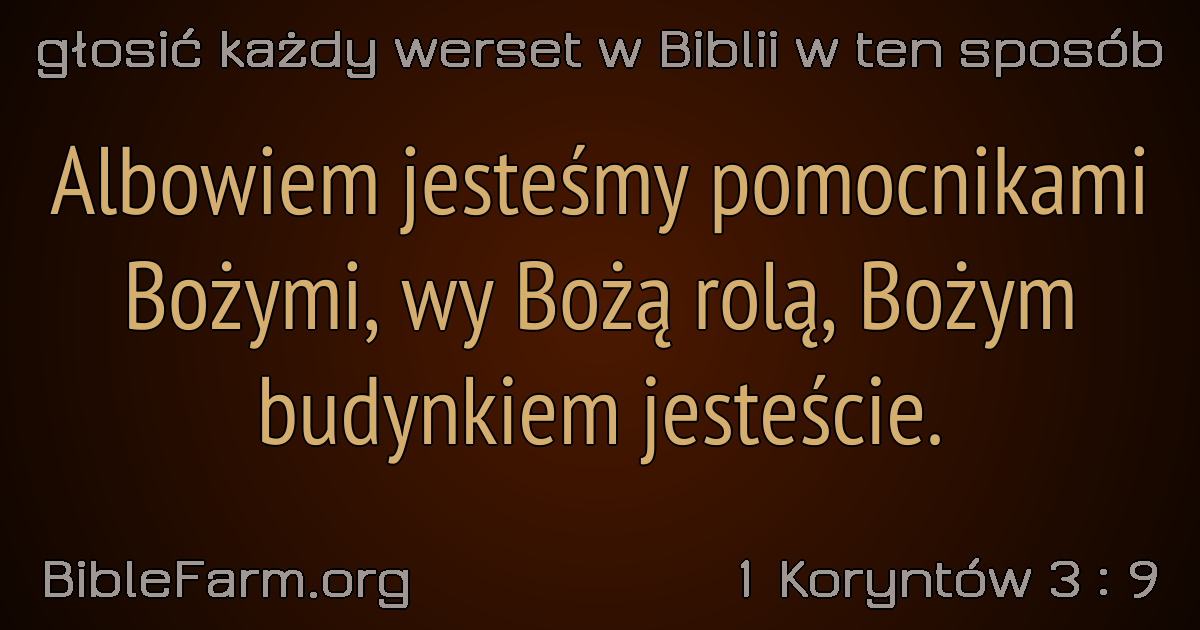 głosić każdy werset w Biblii w ten sposób
Albowiem jesteśmy pomocnikami
Bożymi, wy Bożą rolą, Bożym
budynkiem jesteście.
BibleFarm.org
1 Koryntów 3 : 9